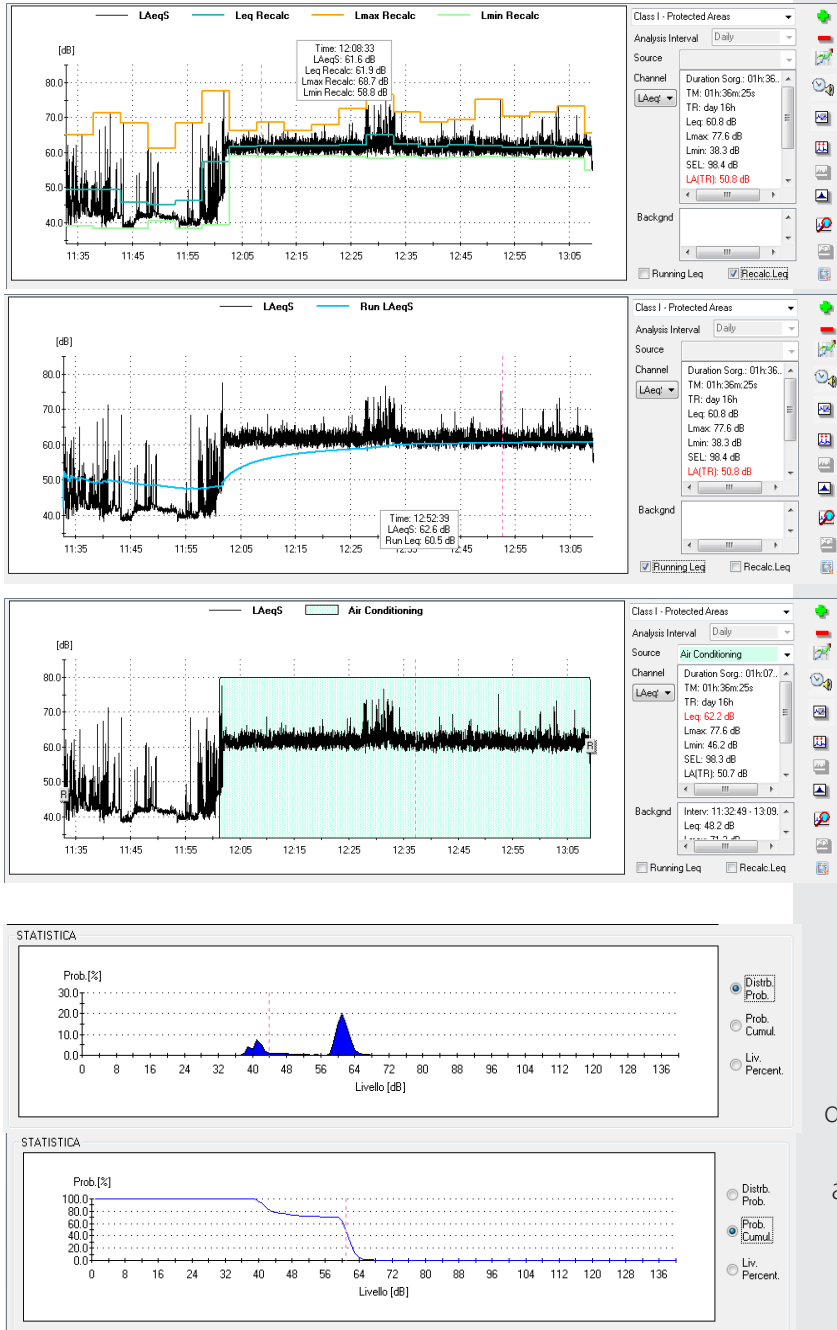 LAeqS Leq Recalc Lmax Recalc Lmin Recalc
[dB]
80.0
70.0
60.0
50.0
40.0
11:35 11:45 11:55 12:05 12:15 12:25 12:35 12:45 12:55 13:05
Time: 12:08:33
LAeqS: 61.6 dB
Leq Recalc: 61.9 dB
Lmax Recalc: 68.7 dB
Lmin Recalc: 58.8 dB
Class I - Protected Areas
Analysis Interval Daily
Source
Channel
LAeq'
Duration Sorg.: 01h:36..
TM: 01h:36m:25s
TR: day 16h
Leq: 60.8 dB
Lmax: 77.6 dB
Lmin: 38.3 dB
SEL: 98.4 dB
LA(TR): 50.8 dB
Backgnd
Running Leq Recalc.Leq
LAeqS Run LAeqS
[dB]
80.0
70.0
60.0
50.0
40.0
11:35 11:45 11:55 12:05 12:15 12:25 12:35 12:45 12:55 13:05
Time: 12:52:39
LAeqS: 62.6 dB
Run Leq: 60.5 dB
Class I - Protected Areas
Analysis Interval Daily
Source
Channel
LAeq'
Duration Sorg.: 01h:36..
TM: 01h:36m:25s
TR: day 16h
Leq: 60.8 dB
Lmax: 77.6 dB
Lmin: 38.3 dB
SEL: 98.4 dB
LA(TR): 50.8 dB
Backgnd
Running Leq Recalc.Leq
LAeqS Air Conditioning
[dB]
80.0
70.0
60.0
50.0
40.0
R
R
11:35 11:45 11:55 12:05 12:15 12:25 12:35 12:45 12:55 13:05
Class I - Protected Areas
Analysis Interval Daily
Source Air Conditioning
Channel
LAeq'
Duration Sorg.: 01h:07..
TM: 01h:36m:25s
TR: day 16h
Leq: 62.2 dB
Lmax: 77.6 dB
Lmin: 46.2 dB
SEL: 98.3 dB
LA(TR): 50.7 dB
Backgnd
Interv: 11:32:49 - 13:09.
Leq: 48.2 dB
Running Leq Recalc.Leq
STATISTICA
Prob.[%]
30.0
20.0
10.0
0.0
0 8 16 24 32 40 48 56 64 72 80 88 96 104 112 120 128 136
Livello [dB]
Distrb. Prob.
Prob. Cumul.
Liv. Percent.
STATISTICA
Prob.[%]
100.0
80.0
60.0
40.0
20.0
0.0
0 8 16 24 32 40 48 56 64 72 80 88 96 104 112 120 128 136
Livello [dB]
Distrb. Prob.
Prob. Cumul.
Liv. Percent.
a